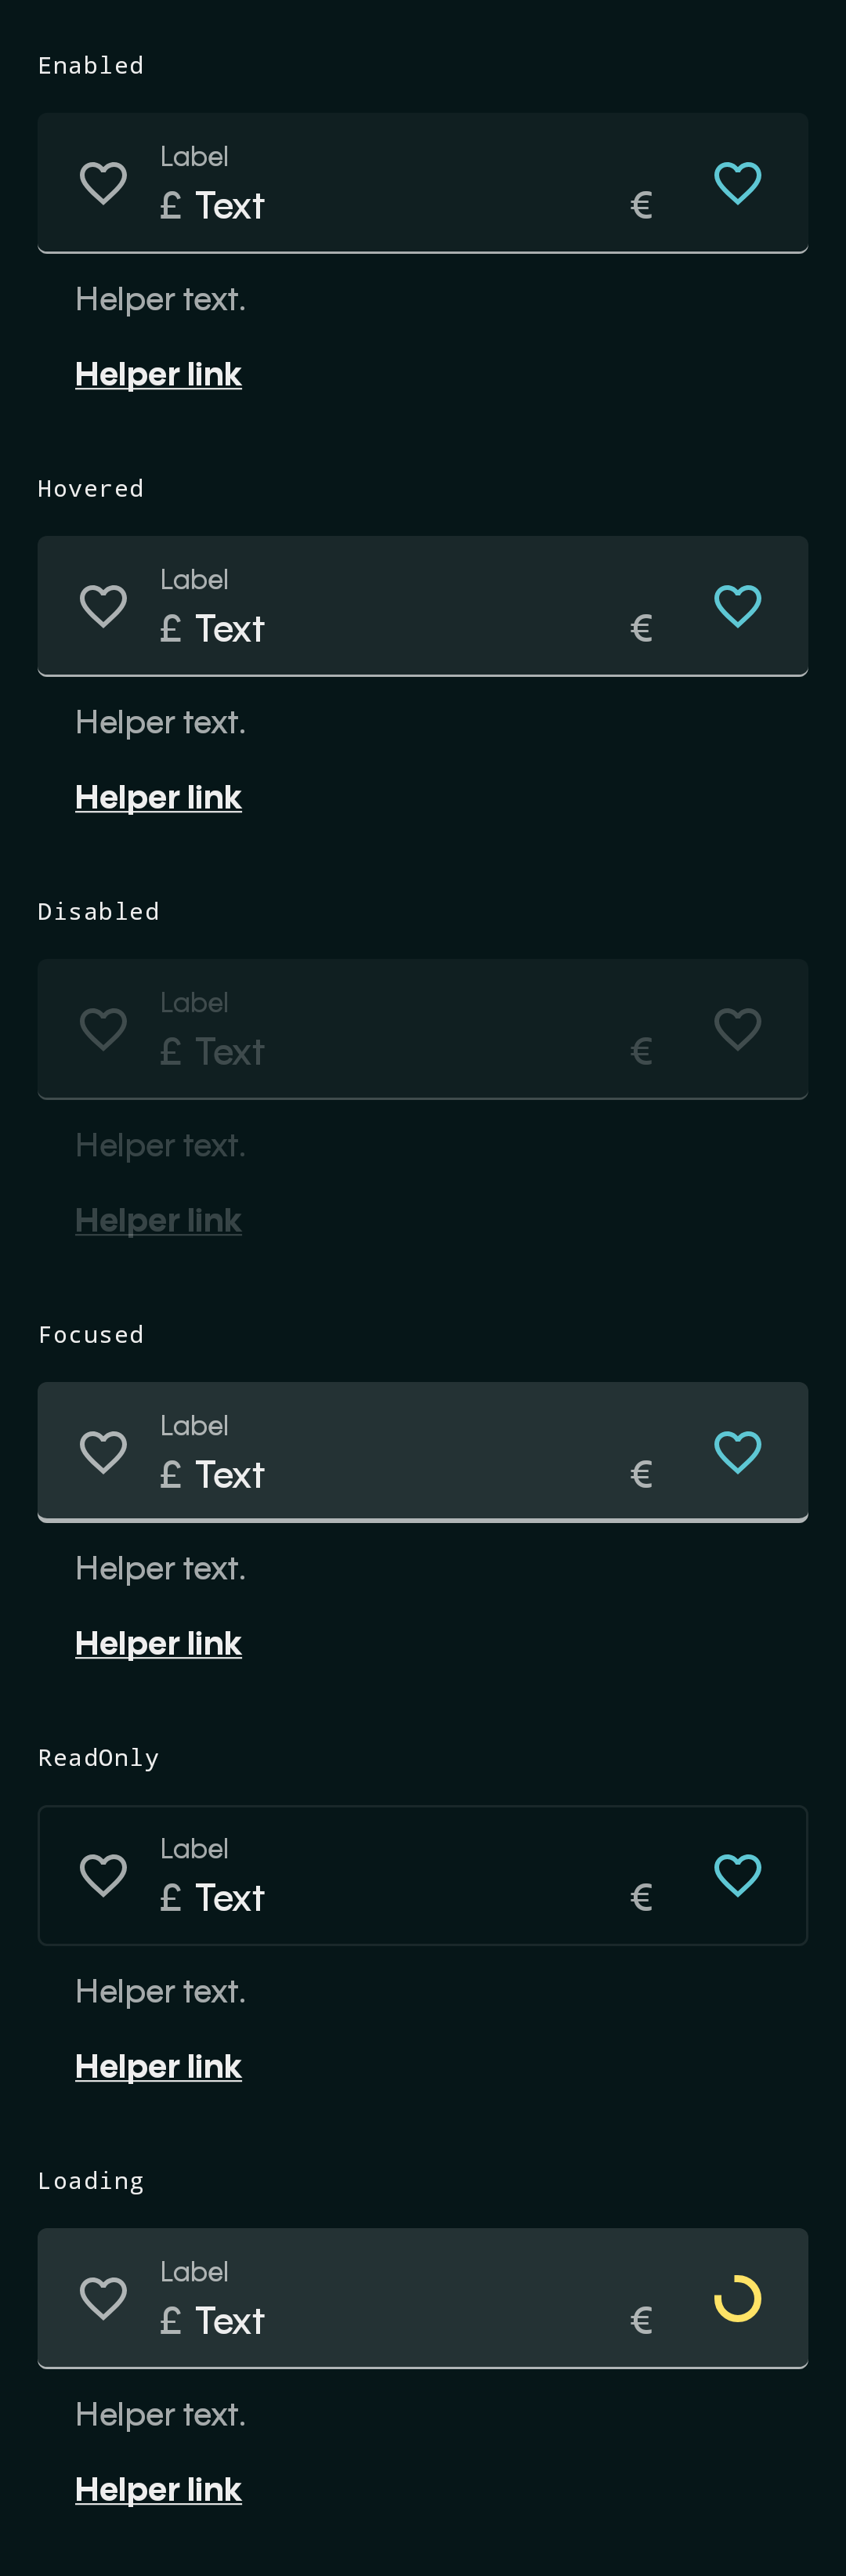 Enabled
Label
£ Text €
Helper text.
Helper link
Hovered
Label
£ Text €
Helper text.
Helper link
Disabled
Label
£ Text €
Helper text.
Helper link
Focused
Label
£ Text €
Helper text.
Helper link
ReadOnly
Label
£ Text €
Helper text.
Helper link
Loading
Label
£ Text €
Helper text.
Helper link